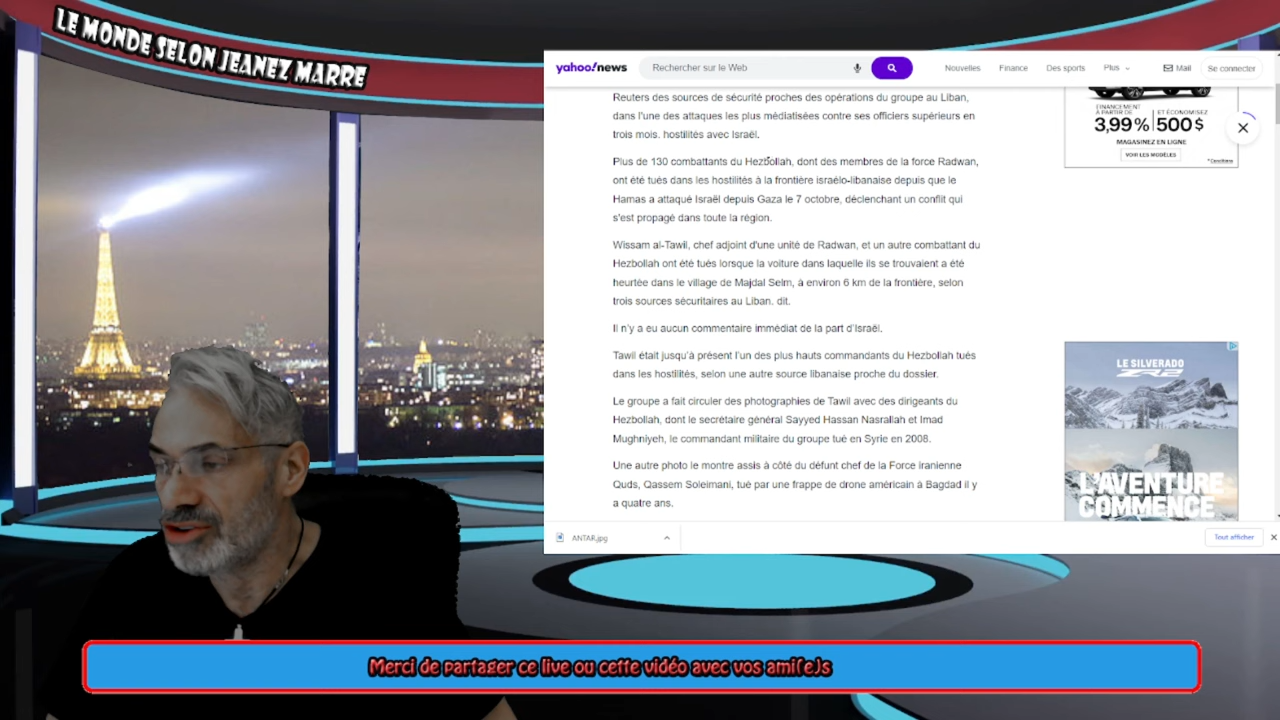 LE MONDE SELON JEANEZ MARRE
yahoo!news
Rechercher sur le Web
Nouvelles
Finance
Des sports
Plus
Mail
Se connecter
Reuters des sources de sécurité proches des opérations du groupe au Liban,
dans l'une des attaques les plus médiatisées contre ses officiers supérieurs en
trois mois. hostilités avec Israël.
Plus de 130 combattants du Hezbollah, dont des membres de la force Radwan,
ont été tués dans les hostilités à la frontière israélo-libanaise depuis que le
Hamas a attaqué Israël depuis Gaza le 7 octobre, déclenchant un conflit qui
s'est propagé dans toute la région.
Wissam al-Tawil, chef adjoint d'une unité de Radwan, et un autre combattant du
Hezbollah ont été tués lorsque la voiture dans laquelle ils se trouvaient a été
heurtée dans le village de Majdal Selm, à environ 6 km de la frontière, selon
trois sources sécuritaires au Liban. dit.
Il n'y a eu aucun commentaire immédiat de la part d'Israël.
Tawil était jusqu'à présent l'un des plus hauts commandants du Hezbollah tués
dans les hostilités, selon une autre source libanaise proche du dossier.
Le groupe a fait circuler des photographies de Tawil avec des dirigeants du
Hezbollah, dont le secrétaire général Sayyed Hassan Nasrallah et Imad
Mughniyeh, le commandant militaire du groupe tué en Syrie en 2008.
Une autre photo le montre assis à côté du défunt chef de la Force iranienne
Quds, Qassem Soleimani, tué par une frappe de drone américain à Bagdad il y
a quatre ans.
FINANCEMENT
À PARTIR DE
3,99%
ET ÉCONOMISEZ
500$
MAGASINEZ EN LIGNE
VOIR LES MODÈLES
LE SILVERADO
ZR2
L'AVENTURE
COMMENCE
ANTAR.jpg
Tout afficher
Merci de partager ce live ou cette vidéo avec vos ami(e)s